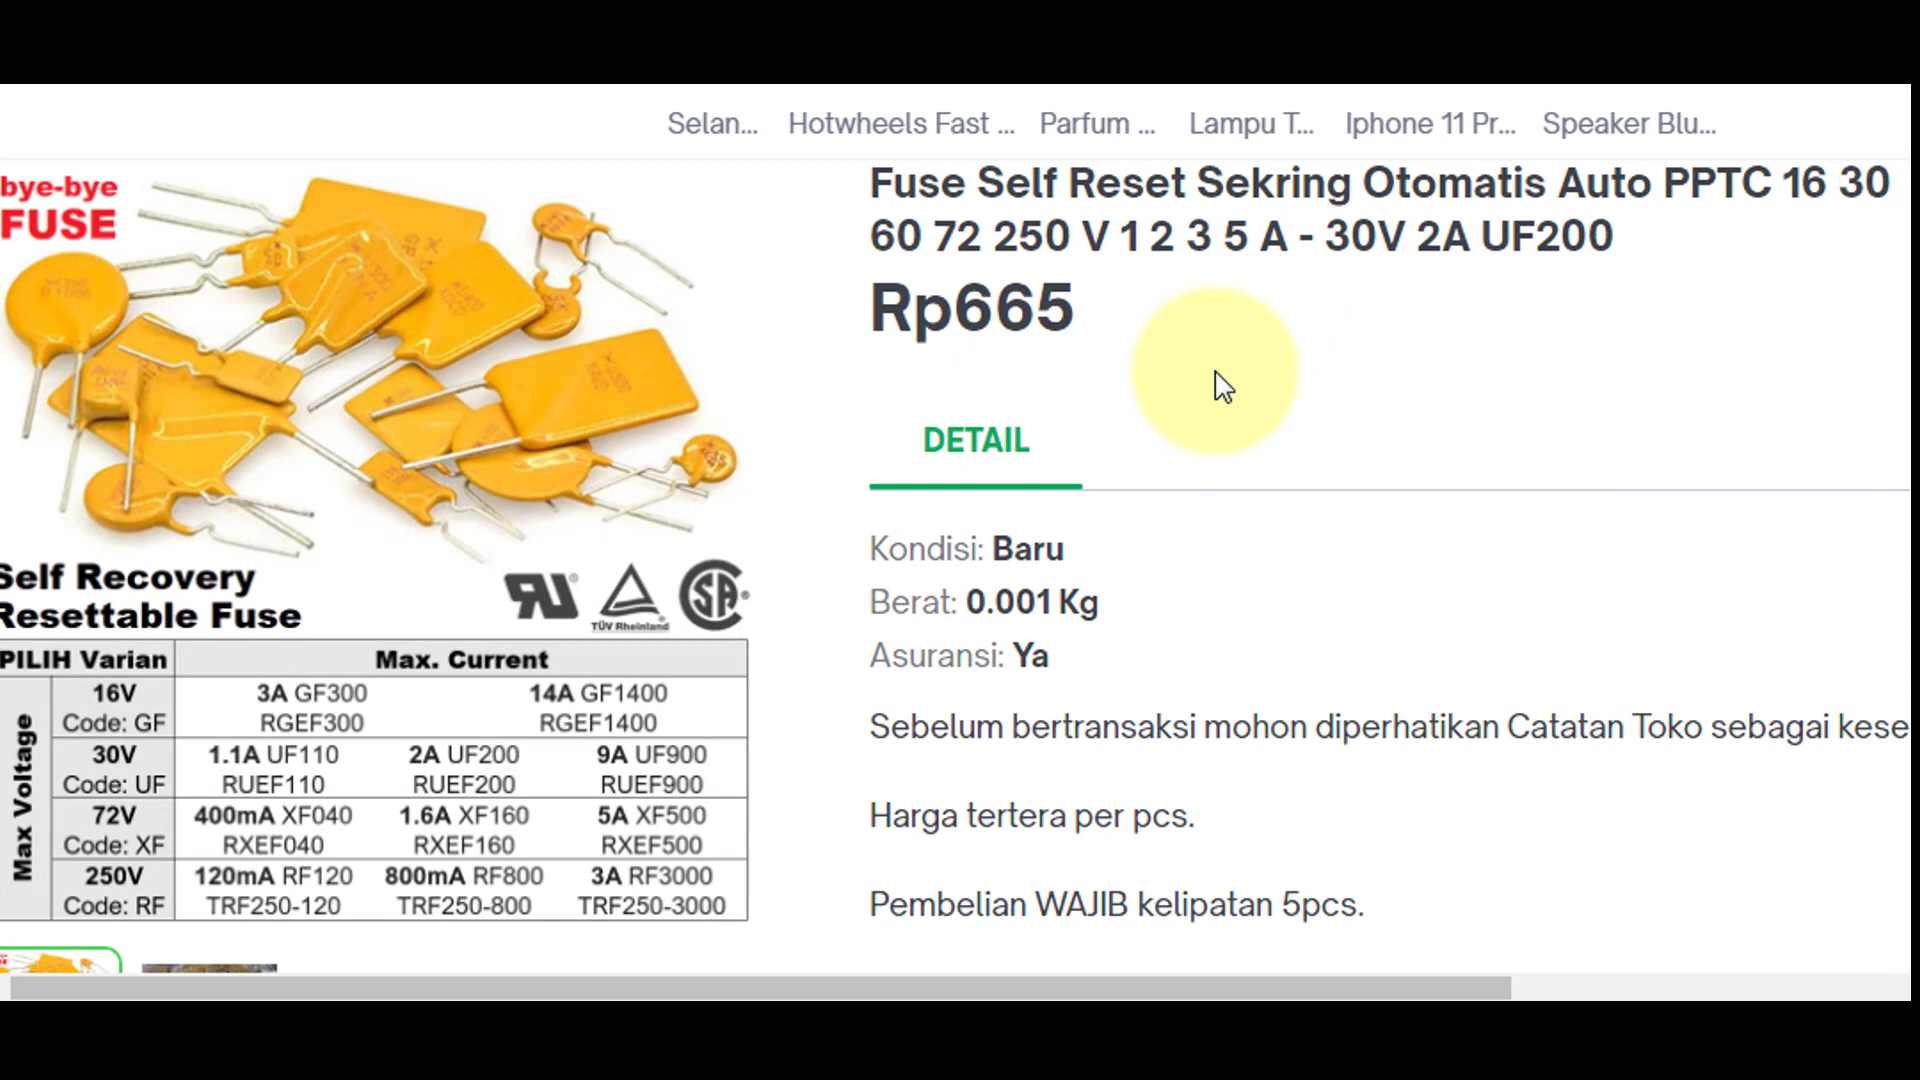 Selan... Hotwheels Fast ... Parfum ... Lampu T... Iphone 11 Pr... Speaker Blu...
bye-bye
FUSE
Self Recovery
Resettable Fuse
TÜV Rheinland
PILIH Varian Max. Current
Max Voltage
16V 3A GF300 14A GF1400
Code: GF RGEF300 RGEF1400
30V 1.1A UF110 2A UF200 9A UF900
Code: UF RUEF110 RUEF200 RUEF900
72V 400mA XF040 1.6A XF160 5A XF500
Code: XF RXEF040 RXEF160 RXEF500
250V 120mA RF120 800mA RF800 3A RF3000
Code: RF TRF250-120 TRF250-800 TRF250-3000
Fuse Self Reset Sekring Otomatis Auto PPTC 16 30
60 72 250 V 1 2 3 5 A - 30V 2A UF200
Rp665
DETAIL
Kondisi: Baru
Berat: 0.001 Kg
Asuransi: Ya
Sebelum bertransaksi mohon diperhatikan Catatan Toko sebagai kese
Harga tertera per pcs.
Pembelian WAJIB kelipatan 5pcs.